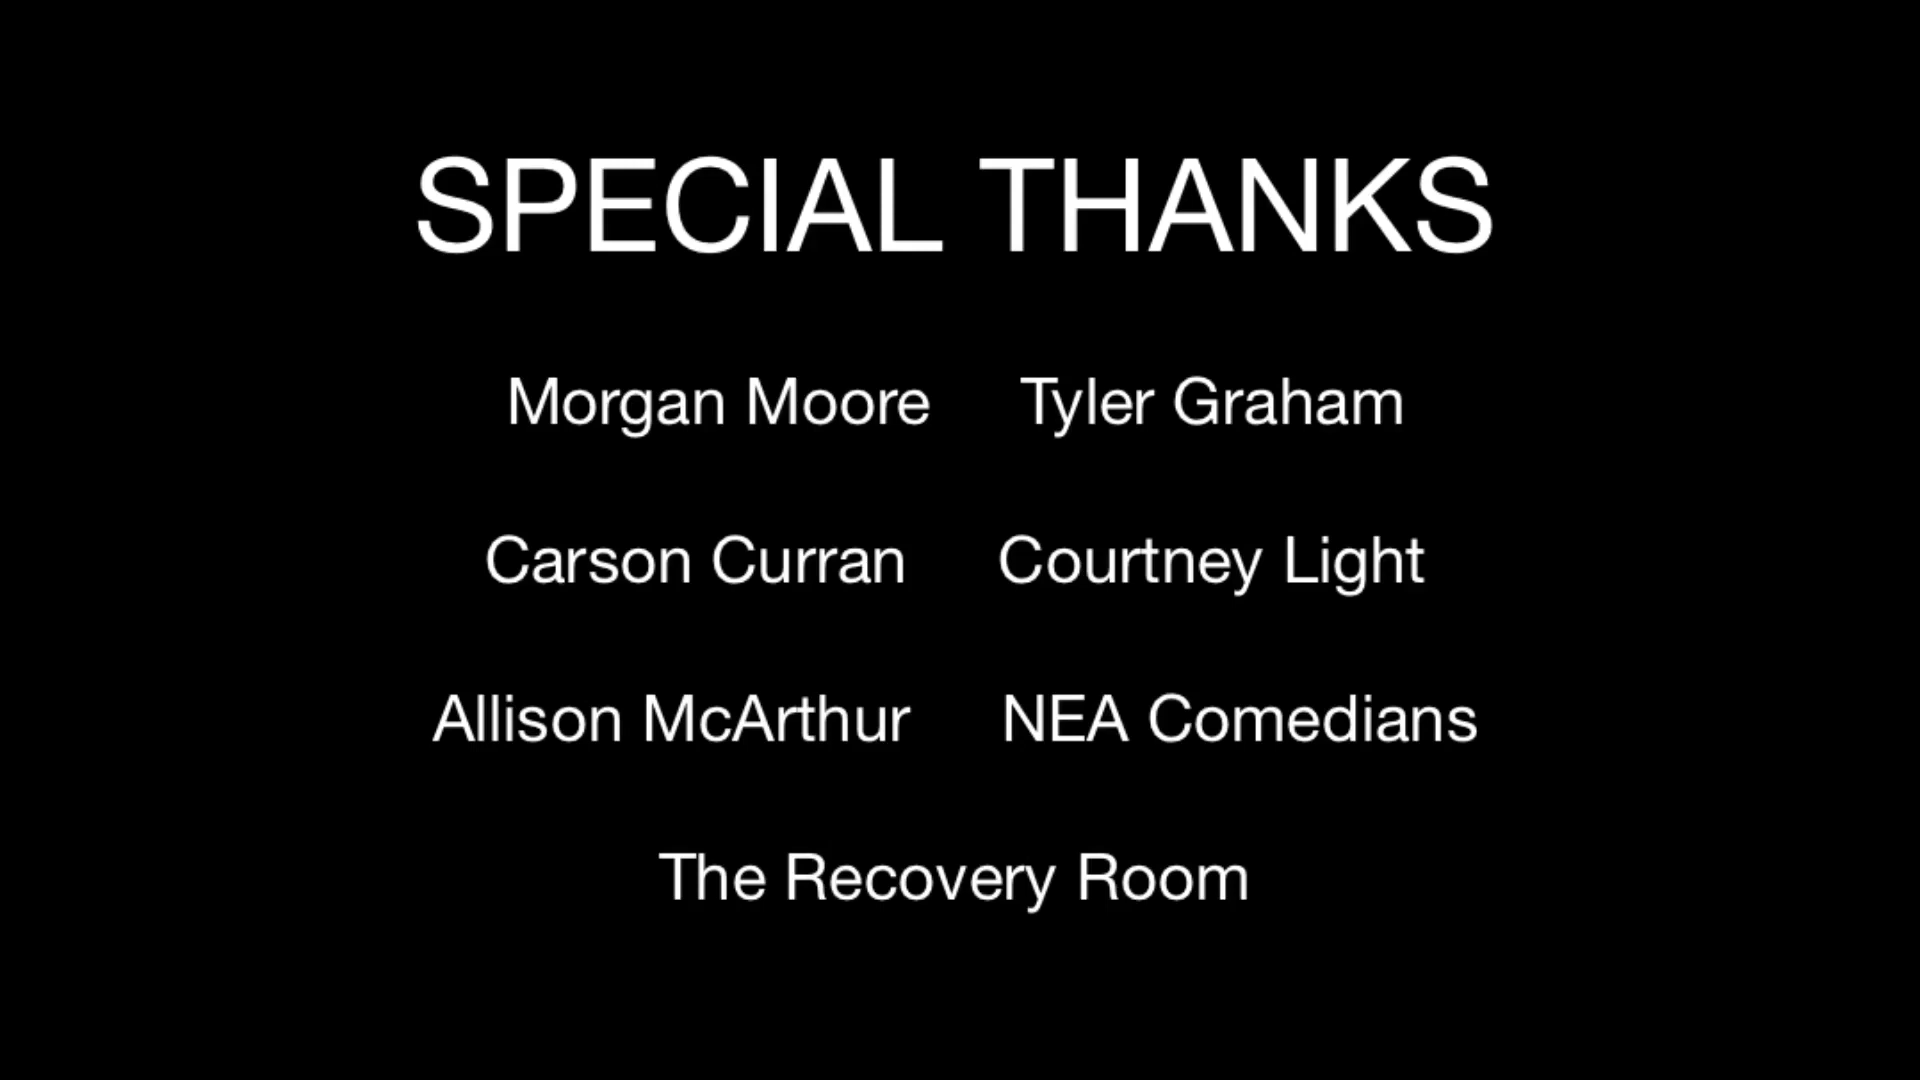 SPECIAL THANKS
Morgan Moore Tyler Graham
Carson Curran Courtney Light
Allison McArthur NEA Comedians
The Recovery Room